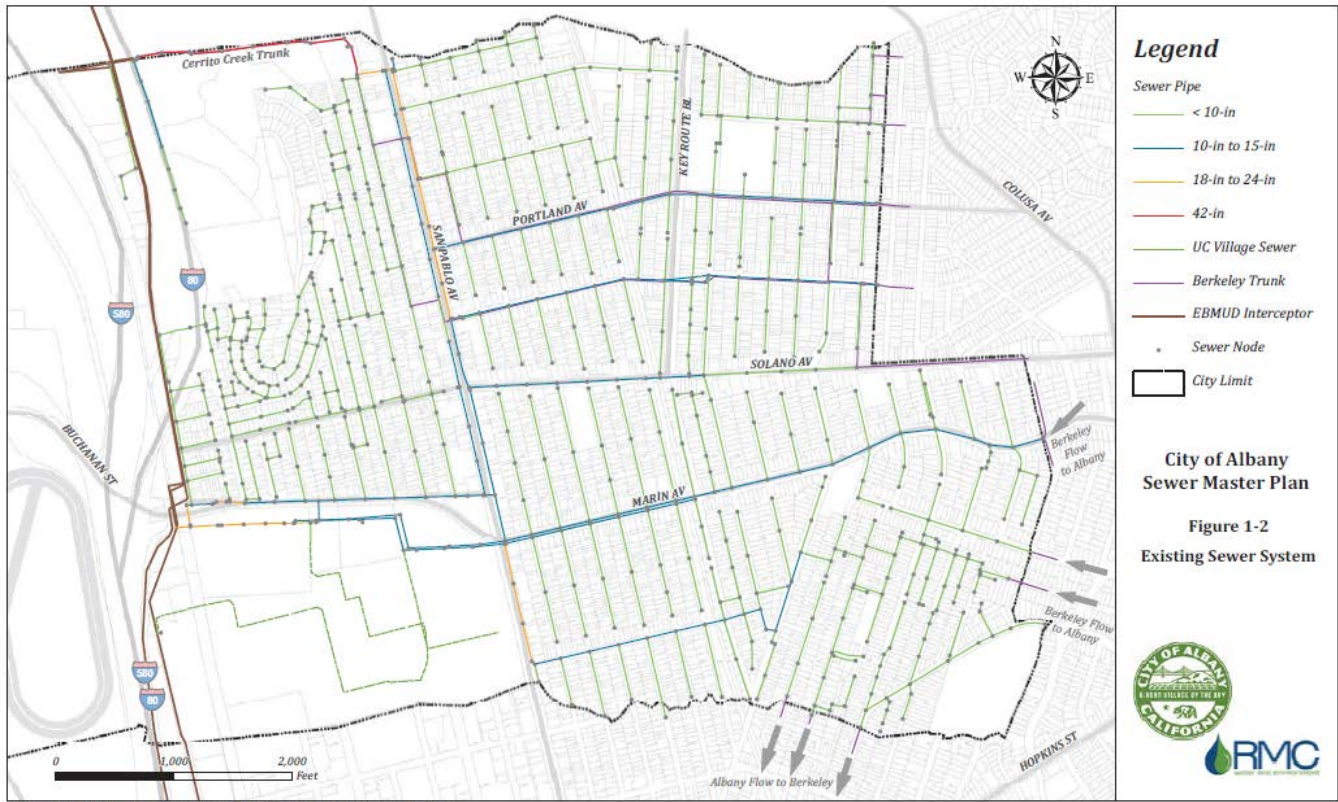 Cerrito Creek Trunk
N
W
E
S
KEY ROUTE BL
COLUSA AV
PORTLAND AV
SAN PABLO AV
80
580
SOLANO AV
BUCHANAN ST
Berkeley
Flow
to Albany
MARIN AV
Berkeley Flow
to Albany
580
80
0
1,000
2,000
Feet
Albany Flow to Berkeley
HOPKINS ST
Legend
Sewer Pipe
< 10-in
10-in to 15-in
18-in to 24-in
42-in
UC Village Sewer
Berkeley Trunk
EBMUD Interceptor
Sewer Node
City Limit
City of Albany
Sewer Master Plan
Figure 1-2
Existing Sewer System
CITY OF ALBANY
CALIFORNIA
RMC